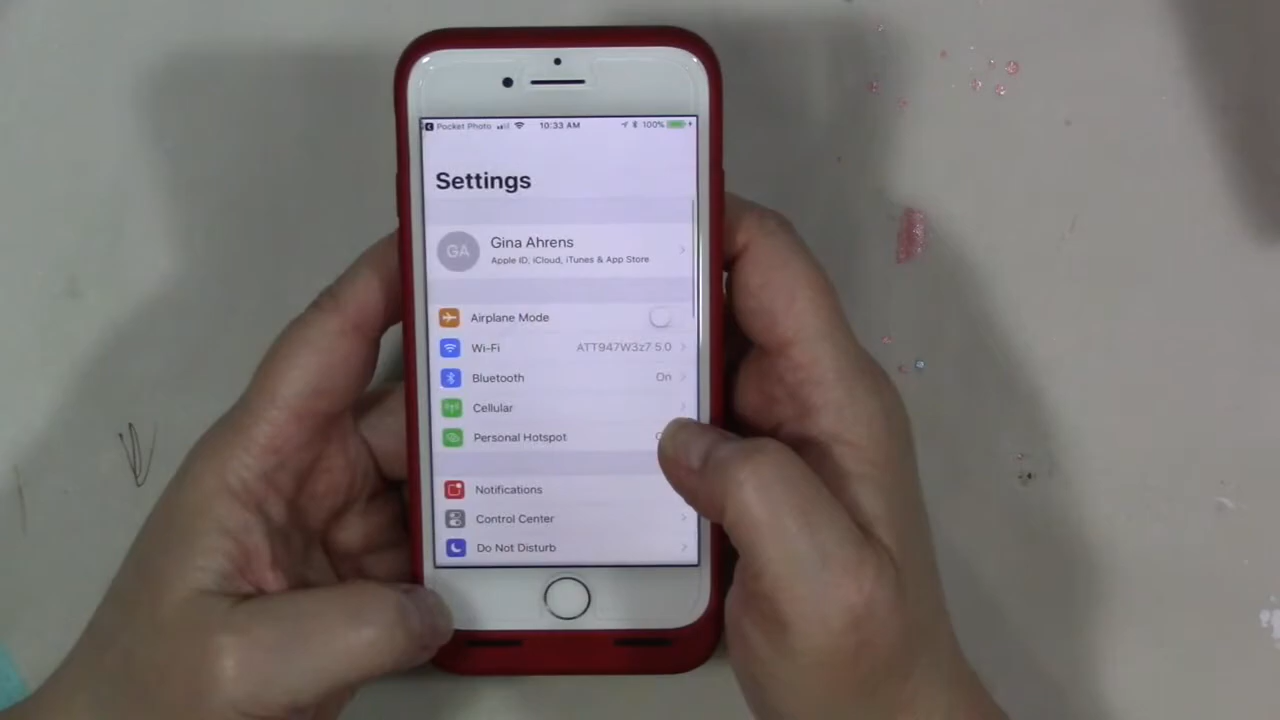 Pocket Photo 10:33 AM 100%
Settings
GA
Gina Ahrens
Apple ID, iCloud, iTunes & App Store
Airplane Mode
Wi-Fi ATT947W3z7 5.0
Bluetooth On
Cellular
Personal Hotspot
Notifications
Control Center
Do Not Disturb